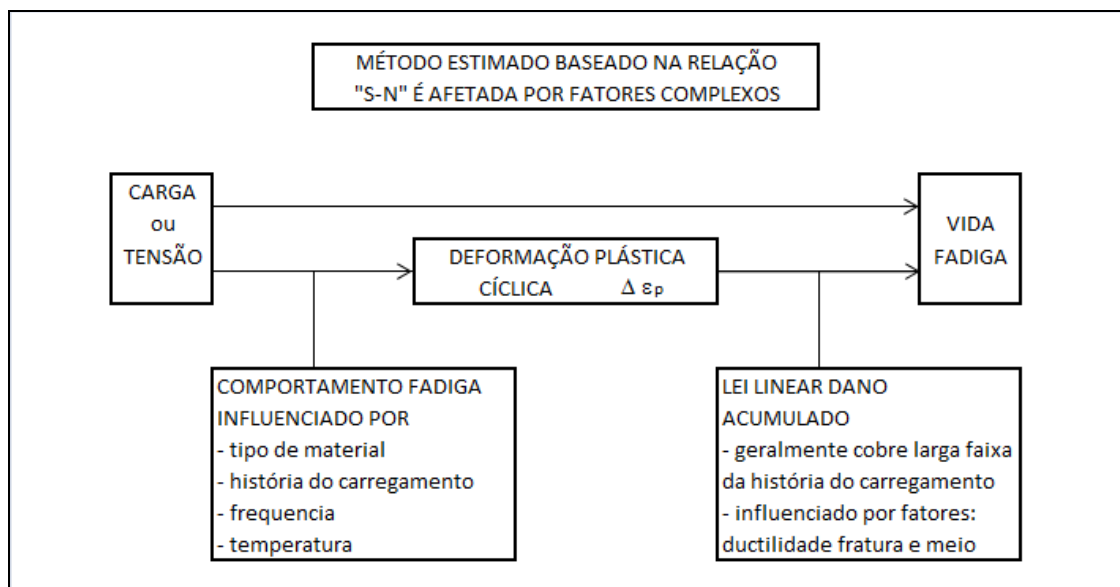 MÉTODO ESTIMADO BASEADO NA RELAÇÃO
"S-N" É AFETADA POR FATORES COMPLEXOS
CARGA
ou
TENSÃO
DEFORMAÇÃO PLÁSTICA
CÍCLICA Δ εp
VIDA
FADIGA
COMPORTAMENTO FADIGA
INFLUENCIADO POR
- tipo de material
- história do carregamento
- frequencia
- temperatura
LEI LINEAR DANO
ACUMULADO
- geralmente cobre larga faixa
da história do carregamento
- influenciado por fatores:
ductilidade fratura e meio